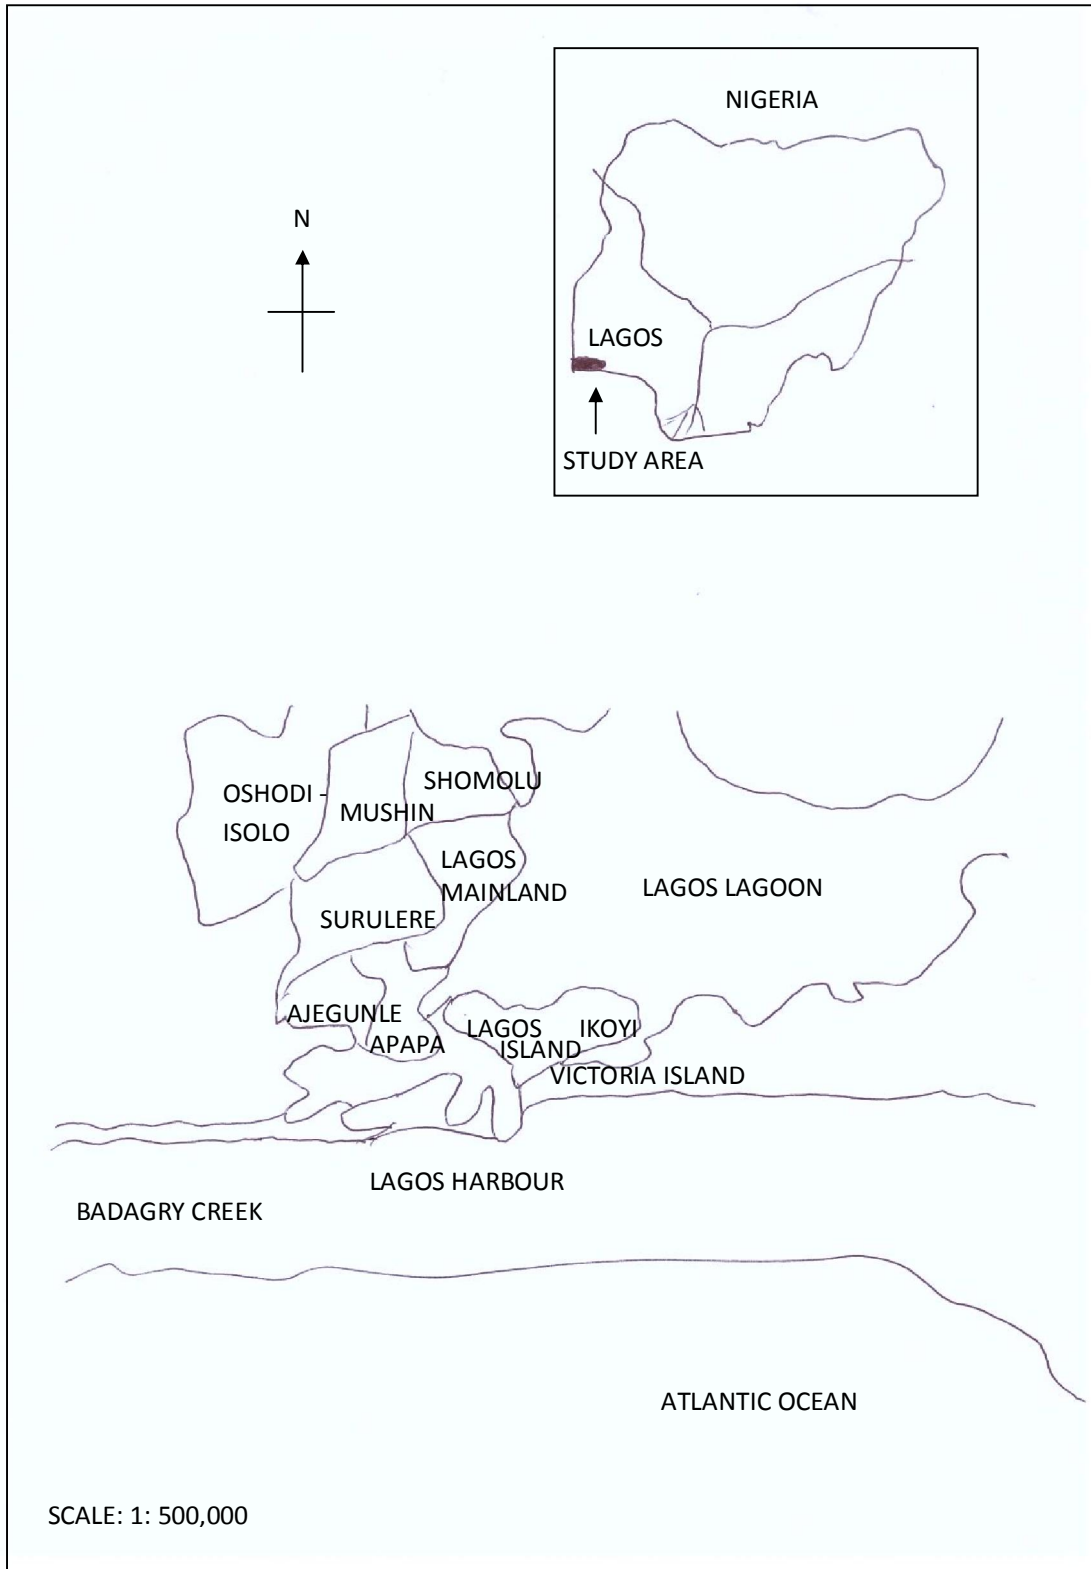 NIGERIA
N
LAGOS
STUDY AREA
OSHODI -
ISOLO
MUSHIN
SHOMOLU
LAGOS
MAINLAND
LAGOS LAGOON
SURULERE
AJEGUNLE
APAPA
LAGOS
ISLAND
IKOYI
VICTORIA ISLAND
LAGOS HARBOUR
BADAGRY CREEK
ATLANTIC OCEAN
SCALE: 1: 500,000